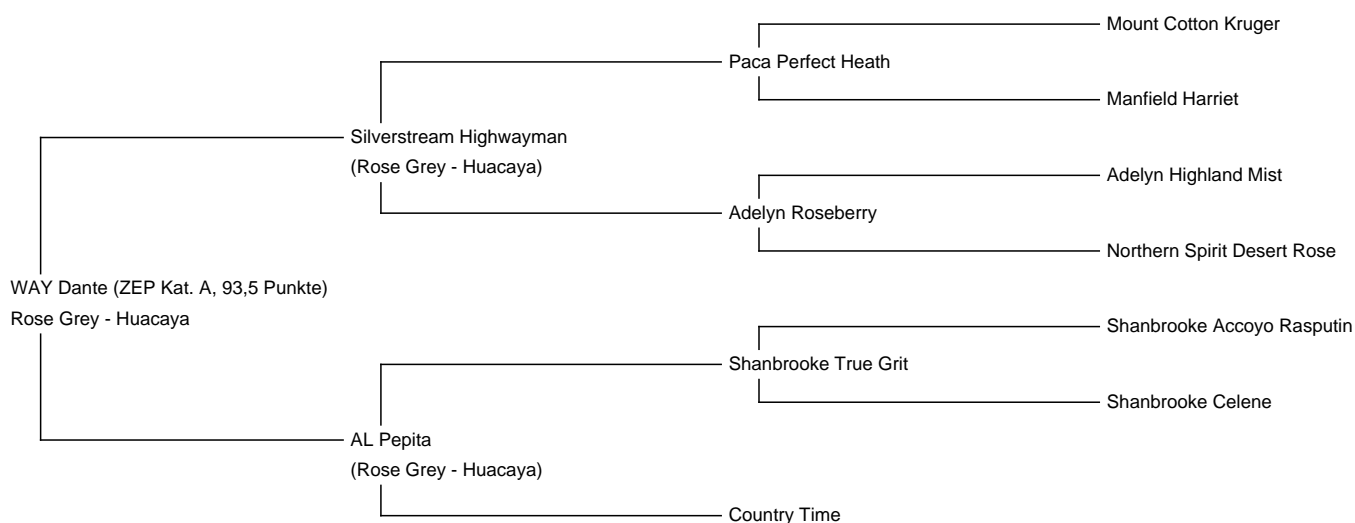 Mount Cotton Kruger
Paca Perfect Heath
Manfield Harriet
Silverstream Highwayman
(Rose Grey - Huacaya)
Adelyn Highland Mist
Adelyn Roseberry
Northern Spirit Desert Rose
WAY Dante (ZEP Kat. A, 93,5 Punkte)
Rose Grey - Huacaya
Shanbrooke Accoyo Rasputin
Shanbrooke True Grit
Shanbrooke Celene
AL Pepita
(Rose Grey - Huacaya)
Country Time